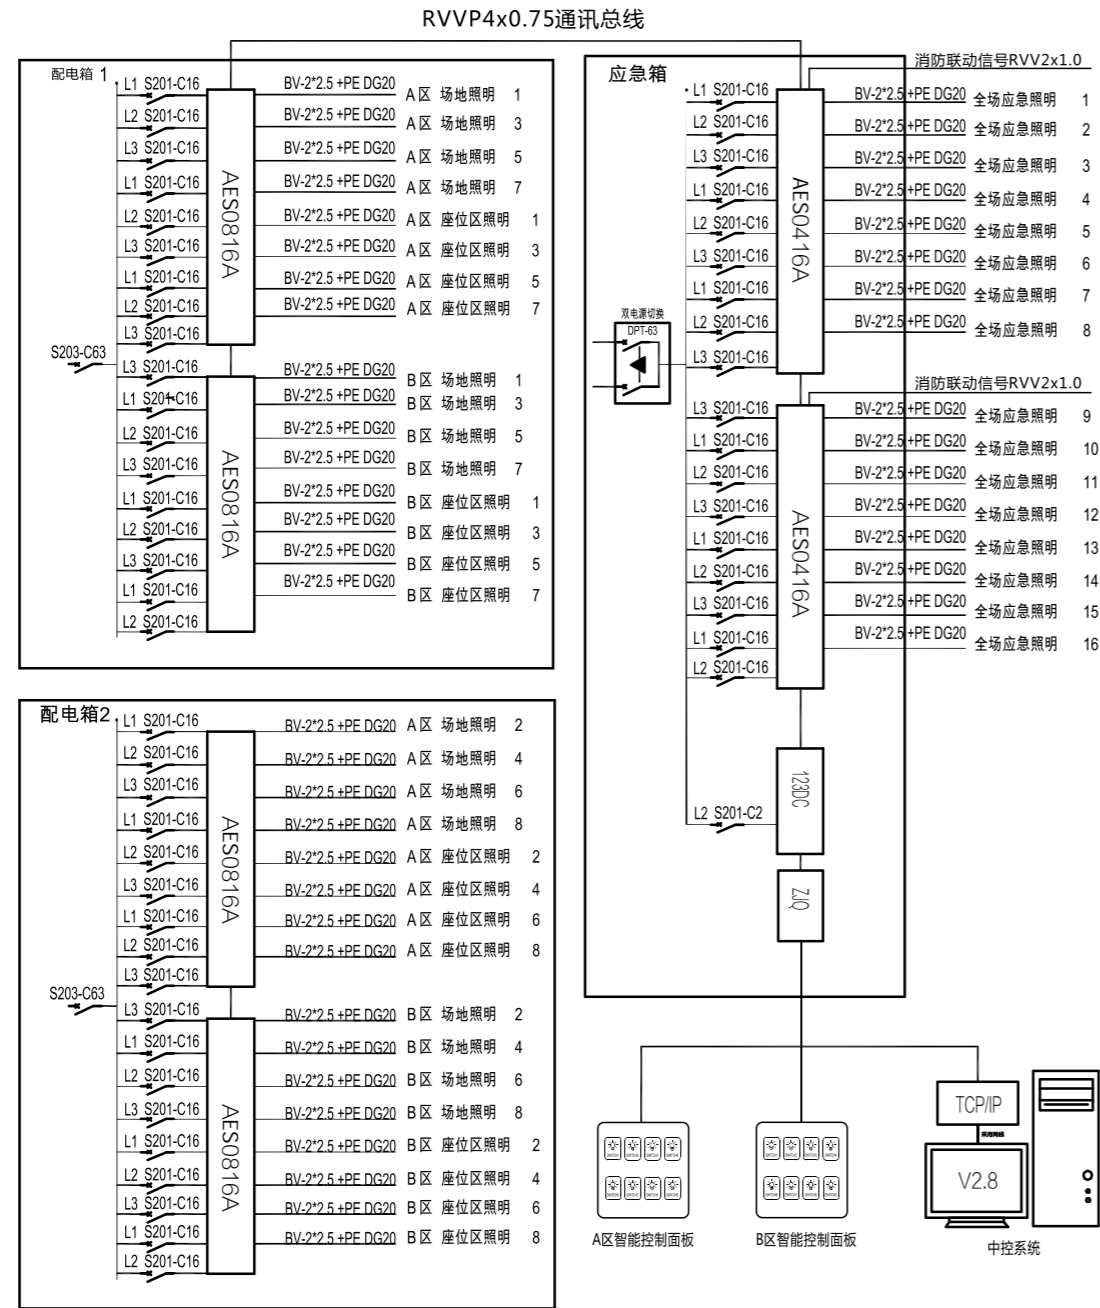 RVVP4x0.75通讯总线
配电箱 1
L1 S201-C16 BV-2*2.5 +PE DG20 A区 场地照明 1
L2 S201-C16 BV-2*2.5 +PE DG20 A区 场地照明 3
L3 S201-C16 BV-2*2.5 +PE DG20 A区 场地照明 5
L1 S201-C16 BV-2*2.5 +PE DG20 A区 场地照明 7
L2 S201-C16 BV-2*2.5 +PE DG20 A区 座位区照明 1
L3 S201-C16 BV-2*2.5 +PE DG20 A区 座位区照明 3
L1 S201-C16 BV-2*2.5 +PE DG20 A区 座位区照明 5
L2 S201-C16 BV-2*2.5 +PE DG20 A区 座位区照明 7
L3 S201-C16
AES0816A
S203-C63
L3 S201-C16 BV-2*2.5 +PE DG20 B区 场地照明 1
L1 S201-C16 BV-2*2.5 +PE DG20 B区 场地照明 3
L2 S201-C16 BV-2*2.5 +PE DG20 B区 场地照明 5
L3 S201-C16 BV-2*2.5 +PE DG20 B区 场地照明 7
L1 S201-C16 BV-2*2.5 +PE DG20 B区 座位区照明 1
L2 S201-C16 BV-2*2.5 +PE DG20 B区 座位区照明 3
L3 S201-C16 BV-2*2.5 +PE DG20 B区 座位区照明 5
L1 S201-C16 BV-2*2.5 +PE DG20 B区 座位区照明 7
L2 S201-C16
AES0816A
配电箱2
L1 S201-C16 BV-2*2.5 +PE DG20 A区 场地照明 2
L2 S201-C16 BV-2*2.5 +PE DG20 A区 场地照明 4
L3 S201-C16 BV-2*2.5 +PE DG20 A区 场地照明 6
L1 S201-C16 BV-2*2.5 +PE DG20 A区 场地照明 8
L2 S201-C16 BV-2*2.5 +PE DG20 A区 座位区照明 2
L3 S201-C16 BV-2*2.5 +PE DG20 A区 座位区照明 4
L1 S201-C16 BV-2*2.5 +PE DG20 A区 座位区照明 6
L2 S201-C16 BV-2*2.5 +PE DG20 A区 座位区照明 8
L3 S201-C16
AES0816A
S203-C63
L3 S201-C16 BV-2*2.5 +PE DG20 B区 场地照明 2
L1 S201-C16 BV-2*2.5 +PE DG20 B区 场地照明 4
L2 S201-C16 BV-2*2.5 +PE DG20 B区 场地照明 6
L3 S201-C16 BV-2*2.5 +PE DG20 B区 场地照明 8
L1 S201-C16 BV-2*2.5 +PE DG20 B区 座位区照明 2
L2 S201-C16 BV-2*2.5 +PE DG20 B区 座位区照明 4
L3 S201-C16 BV-2*2.5 +PE DG20 B区 座位区照明 6
L1 S201-C16 BV-2*2.5 +PE DG20 B区 座位区照明 8
L2 S201-C16
AES0816A
应急箱
消防联动信号RVV2x1.0
L1 S201-C16 BV-2*2.5 +PE DG20 全场应急照明 1
L2 S201-C16 BV-2*2.5 +PE DG20 全场应急照明 2
L3 S201-C16 BV-2*2.5 +PE DG20 全场应急照明 3
L1 S201-C16 BV-2*2.5 +PE DG20 全场应急照明 4
L2 S201-C16 BV-2*2.5 +PE DG20 全场应急照明 5
L3 S201-C16 BV-2*2.5 +PE DG20 全场应急照明 6
L1 S201-C16 BV-2*2.5 +PE DG20 全场应急照明 7
L2 S201-C16 BV-2*2.5 +PE DG20 全场应急照明 8
L3 S201-C16
AES0416A
双电源切换
DPT-63
消防联动信号RVV2x1.0
L3 S201-C16 BV-2*2.5 +PE DG20 全场应急照明 9
L1 S201-C16 BV-2*2.5 +PE DG20 全场应急照明 10
L2 S201-C16 BV-2*2.5 +PE DG20 全场应急照明 11
L3 S201-C16 BV-2*2.5 +PE DG20 全场应急照明 12
L1 S201-C16 BV-2*2.5 +PE DG20 全场应急照明 13
L2 S201-C16 BV-2*2.5 +PE DG20 全场应急照明 14
L3 S201-C16 BV-2*2.5 +PE DG20 全场应急照明 15
L1 S201-C16 BV-2*2.5 +PE DG20 全场应急照明 16
L2 S201-C16
AES0416A
123DC
L2 S201-C2
ZJQ
TCP/IP
V2.8
A区智能控制面板
B区智能控制面板
中控系统